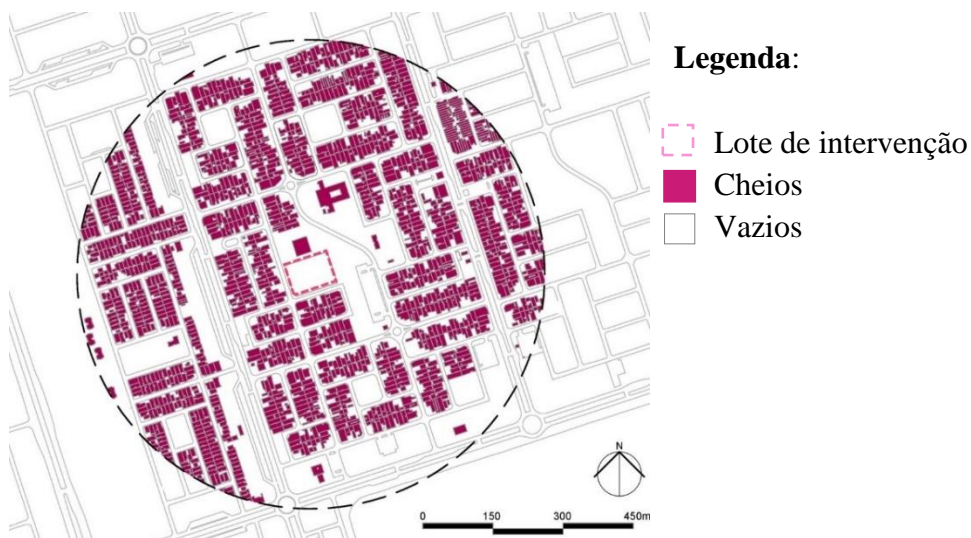 Legenda:
Lote de intervenção
Cheios
Vazios
N
0 150 300 450m